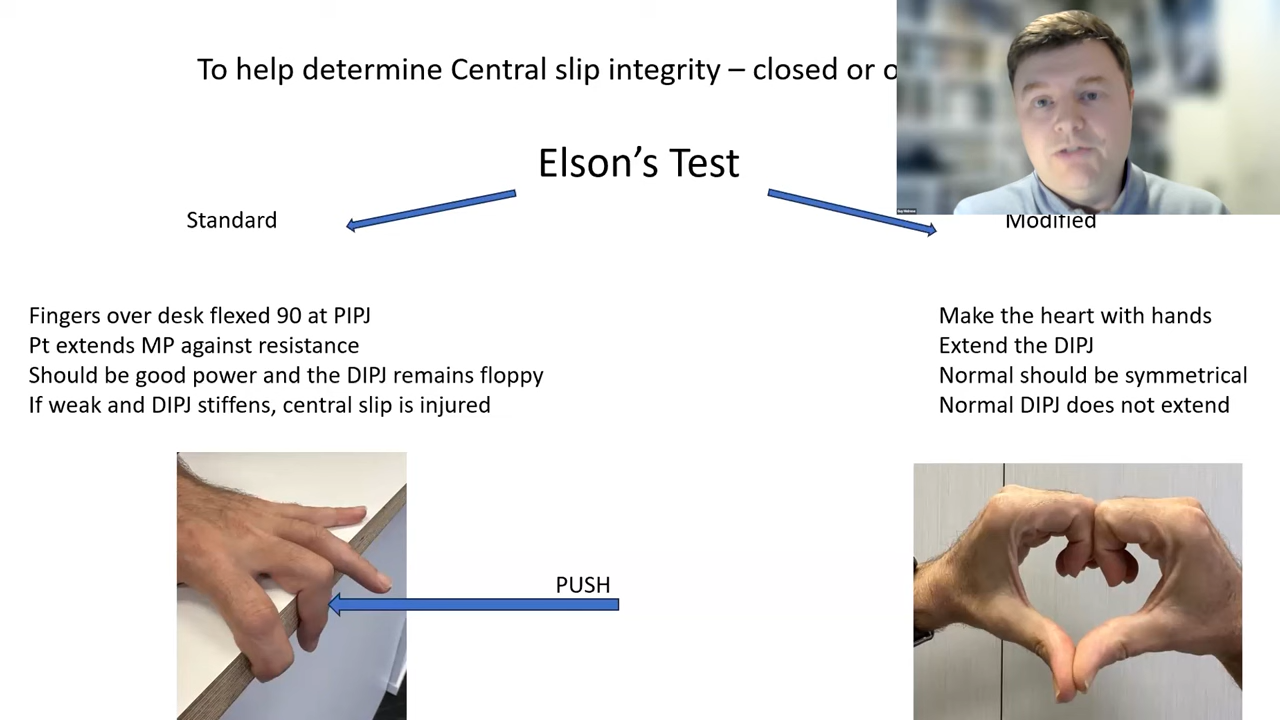 To help determine Central slip integrity – closed or
Elson's Test
Standard
Modified
Fingers over desk flexed 90 at PIPJ
Pt extends MP against resistance
Should be good power and the DIPJ remains floppy
If weak and DIPJ stiffens, central slip is injured
Make the heart with hands
Extend the DIPJ
Normal should be symmetrical
Normal DIPJ does not extend
PUSH